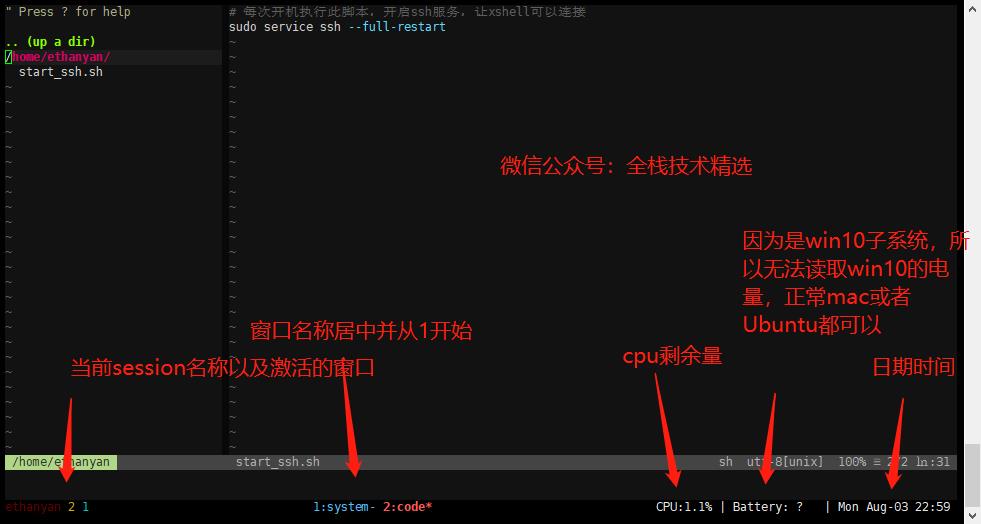 " Press ? for help
.. (up a dir)
/home/ethanyan/
start_ssh.sh
~
# 每次开机执行此脚本，开启ssh服务，让xshell可以连接
sudo service ssh --full-restart
~
微信公众号：全栈技术精选
因为是win10子系统，所
以无法读取win10的电
量，正常mac或者
Ubuntu都可以
窗口名称居中并从1开始
当前session名称以及激活的窗口
cpu剩余量
日期时间
/home/ethanyan
start_ssh.sh
sh utf-8[unix] 100% ≡ 2/2 ln:31
ethanyan 2 1
1:system- 2:code*
CPU:1.1% | Battery: ? | Mon Aug-03 22:59